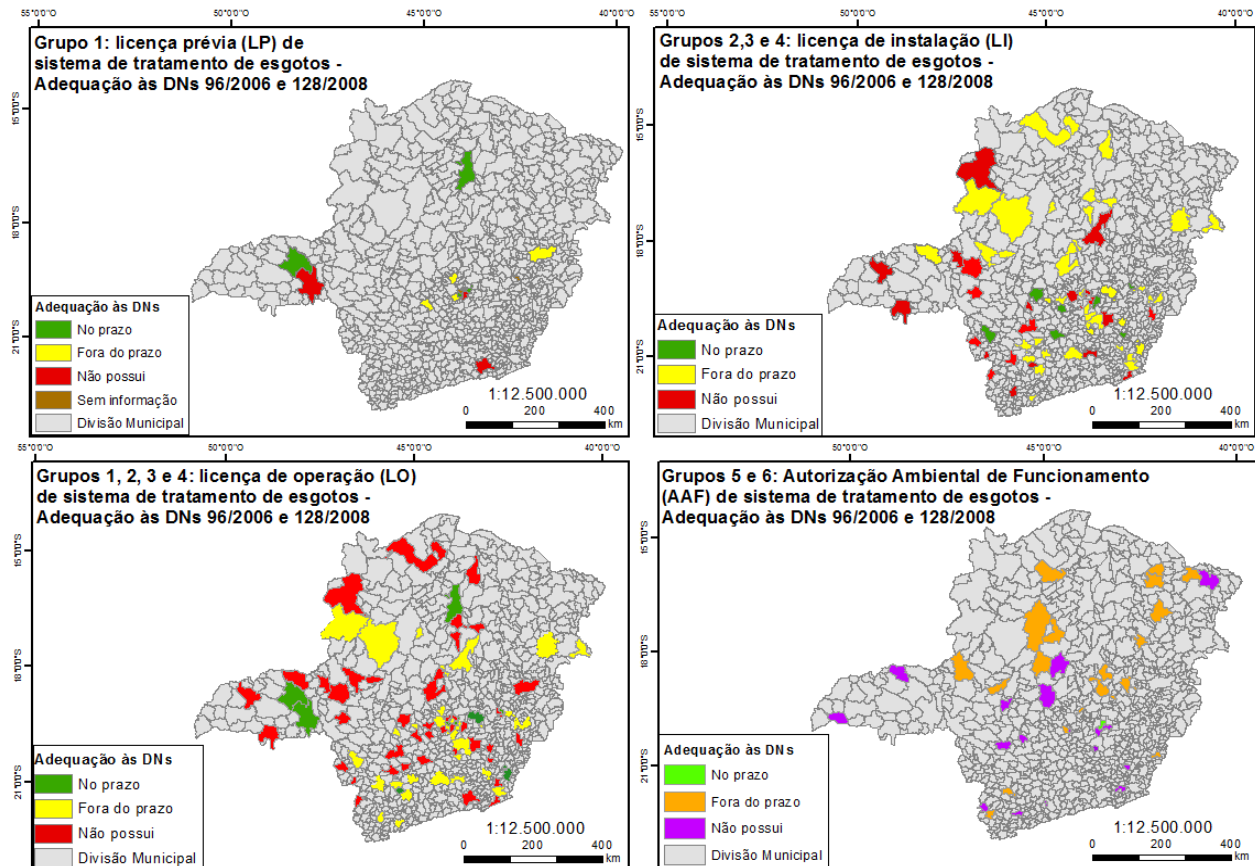 55°0'0"O 50°0'0"O 45°0'0"O 40°0'0"O
Grupo 1: licença prévia (LP) de
sistema de tratamento de esgotos -
Adequação às DNs 96/2006 e 128/2008
15°0'0"S
18°0'0"S
21°0'0"S
Adequação às DNs
No prazo
Fora do prazo
Não possui
Sem informação
Divisão Municipal
1:12.500.000
0 200 400
km
55°0'0"O 50°0'0"O 45°0'0"O 40°0'0"O
Grupos 2,3 e 4: licença de instalação (LI)
de sistema de tratamento de esgotos -
Adequação às DNs 96/2006 e 128/2008
15°0'0"S
18°0'0"S
21°0'0"S
Adequação às DNs
No prazo
Fora do prazo
Não possui
Divisão Municipal
1:12.500.000
0 200 400
km
55°0'0"O 50°0'0"O 45°0'0"O 40°0'0"O
Grupos 1, 2, 3 e 4: licença de operação (LO)
de sistema de tratamento de esgotos -
Adequação às DNs 96/2006 e 128/2008
15°0'0"S
18°0'0"S
21°0'0"S
Adequação às DNs
No prazo
Fora do prazo
Não possui
Divisão Municipal
1:12.500.000
0 200 400
km
55°0'0"O 50°0'0"O 45°0'0"O 40°0'0"O
Grupos 5 e 6: Autorização Ambiental de Funcionamento
(AAF) de sistema de tratamento de esgotos -
Adequação às DNs 96/2006 e 128/2008
15°0'0"S
18°0'0"S
21°0'0"S
Adequação às DNs
No prazo
Fora do prazo
Não possui
Divisão Municipal
1:12.500.000
0 200 400
km